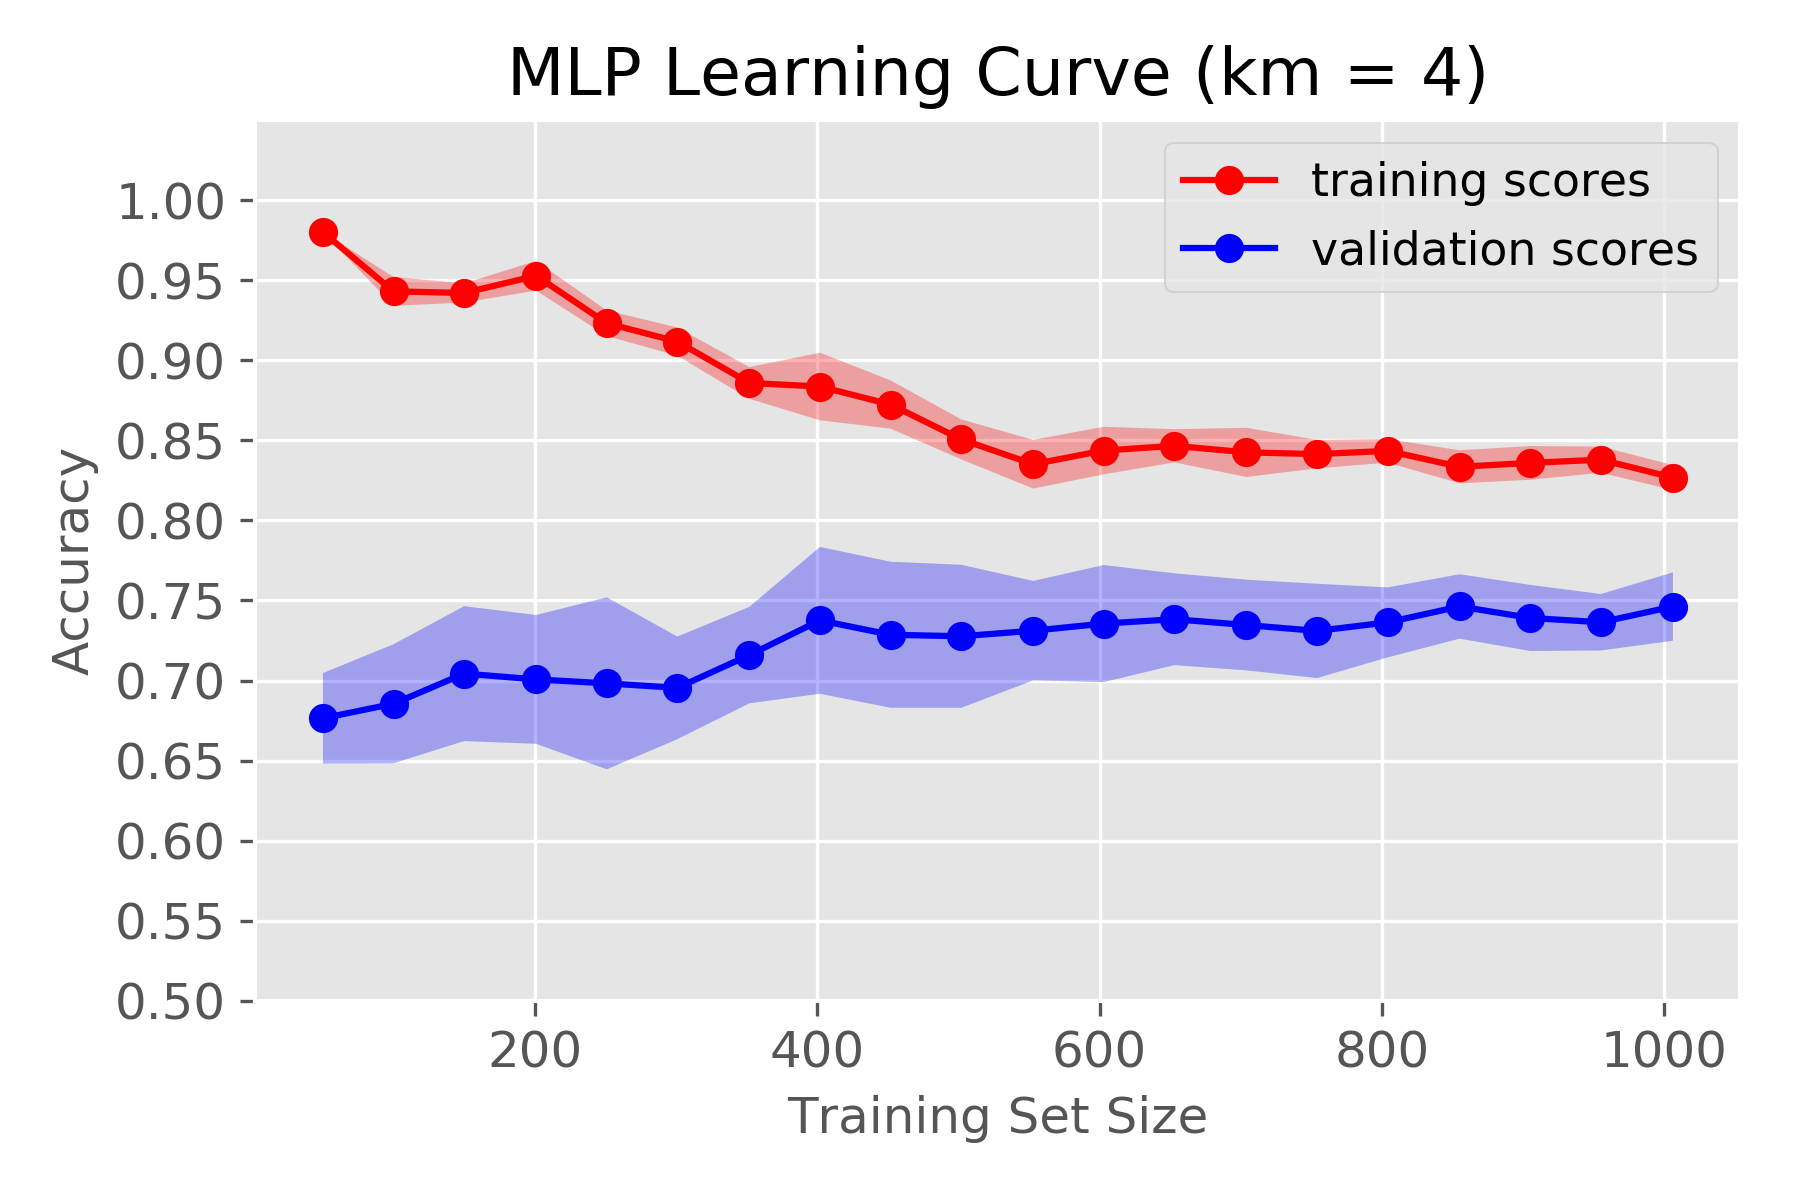 MLP Learning Curve (km = 4)
training scores
validation scores
1.00
0.95
0.90
0.85
0.80
0.75
0.70
0.65
0.60
0.55
0.50
Accuracy
200 400 600 800 1000
Training Set Size